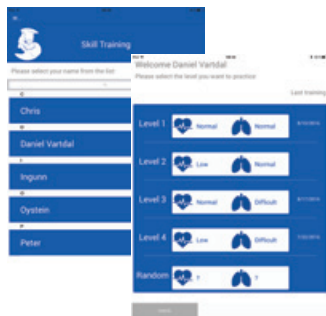 Skill Training
Please select your name from the list
C
Chris
D
Daniel Vartdal
I
Ingunn
O
Oystein
P
Peter
Welcome Daniel Vartdal
Please select the level you want to practice
Last training
Level 1 Normal Normal
Level 2 Low Normal
Level 3 Normal Difficult
Level 4 Low Difficult
Random ? ?